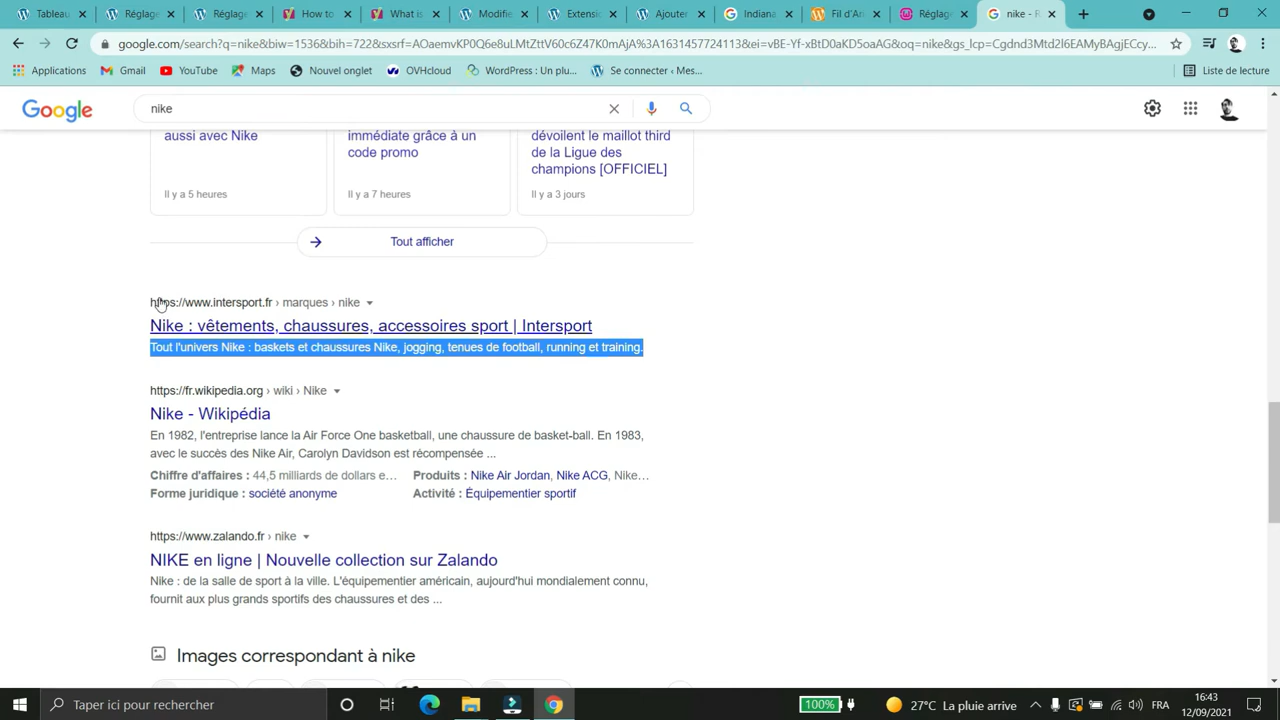 Tableau
Réglage
Réglage
How to
What is
Modifie
Extensio
Ajouter
Indiana
Fil d'Ari
Réglage
nike - R
google.com/search?q=nike&biw=1536&bih=722&sxsrf=AOaemvKP0Q6e8uLMtZttV60c6Z47K0mAjA%3A1631457724113&ei=vBE-Yf-xBtD0aKD5oaAG&oq=nike&gs_lcp=Cgdnd3Mtd2l6EAMyBAgjECcy...
Applications
Gmail
YouTube
Maps
Nouvel onglet
OVHcloud
WordPress : Un plu...
Se connecter ‹ Mes...
Liste de lecture
Google
nike
aussi avec Nike
Il y a 5 heures
immédiate grâce à un
code promo
Il y a 7 heures
dévoilent le maillot third
de la Ligue des
champions [OFFICIEL]
Il y a 3 jours
Tout afficher
https://www.intersport.fr › marques › nike
Nike : vêtements, chaussures, accessoires sport | Intersport
Tout l'univers Nike : baskets et chaussures Nike, jogging, tenues de football, running et training.
https://fr.wikipedia.org › wiki › Nike
Nike - Wikipédia
En 1982, l'entreprise lance la Air Force One basketball, une chaussure de basket-ball. En 1983,
avec le succès des Nike Air, Carolyn Davidson est récompensée ...
Chiffre d'affaires : 44,5 milliards de dollars e…
Produits : Nike Air Jordan, Nike ACG, Nike…
Forme juridique : société anonyme
Activité : Équipementier sportif
https://www.zalando.fr › nike
NIKE en ligne | Nouvelle collection sur Zalando
Nike : de la salle de sport à la ville. L'équipementier américain, aujourd'hui mondialement connu,
fournit aux plus grands sportifs des chaussures et des ...
Images correspondant à nike
Taper ici pour rechercher
100%
27°C La pluie arrive
FRA
16:43
12/09/2021